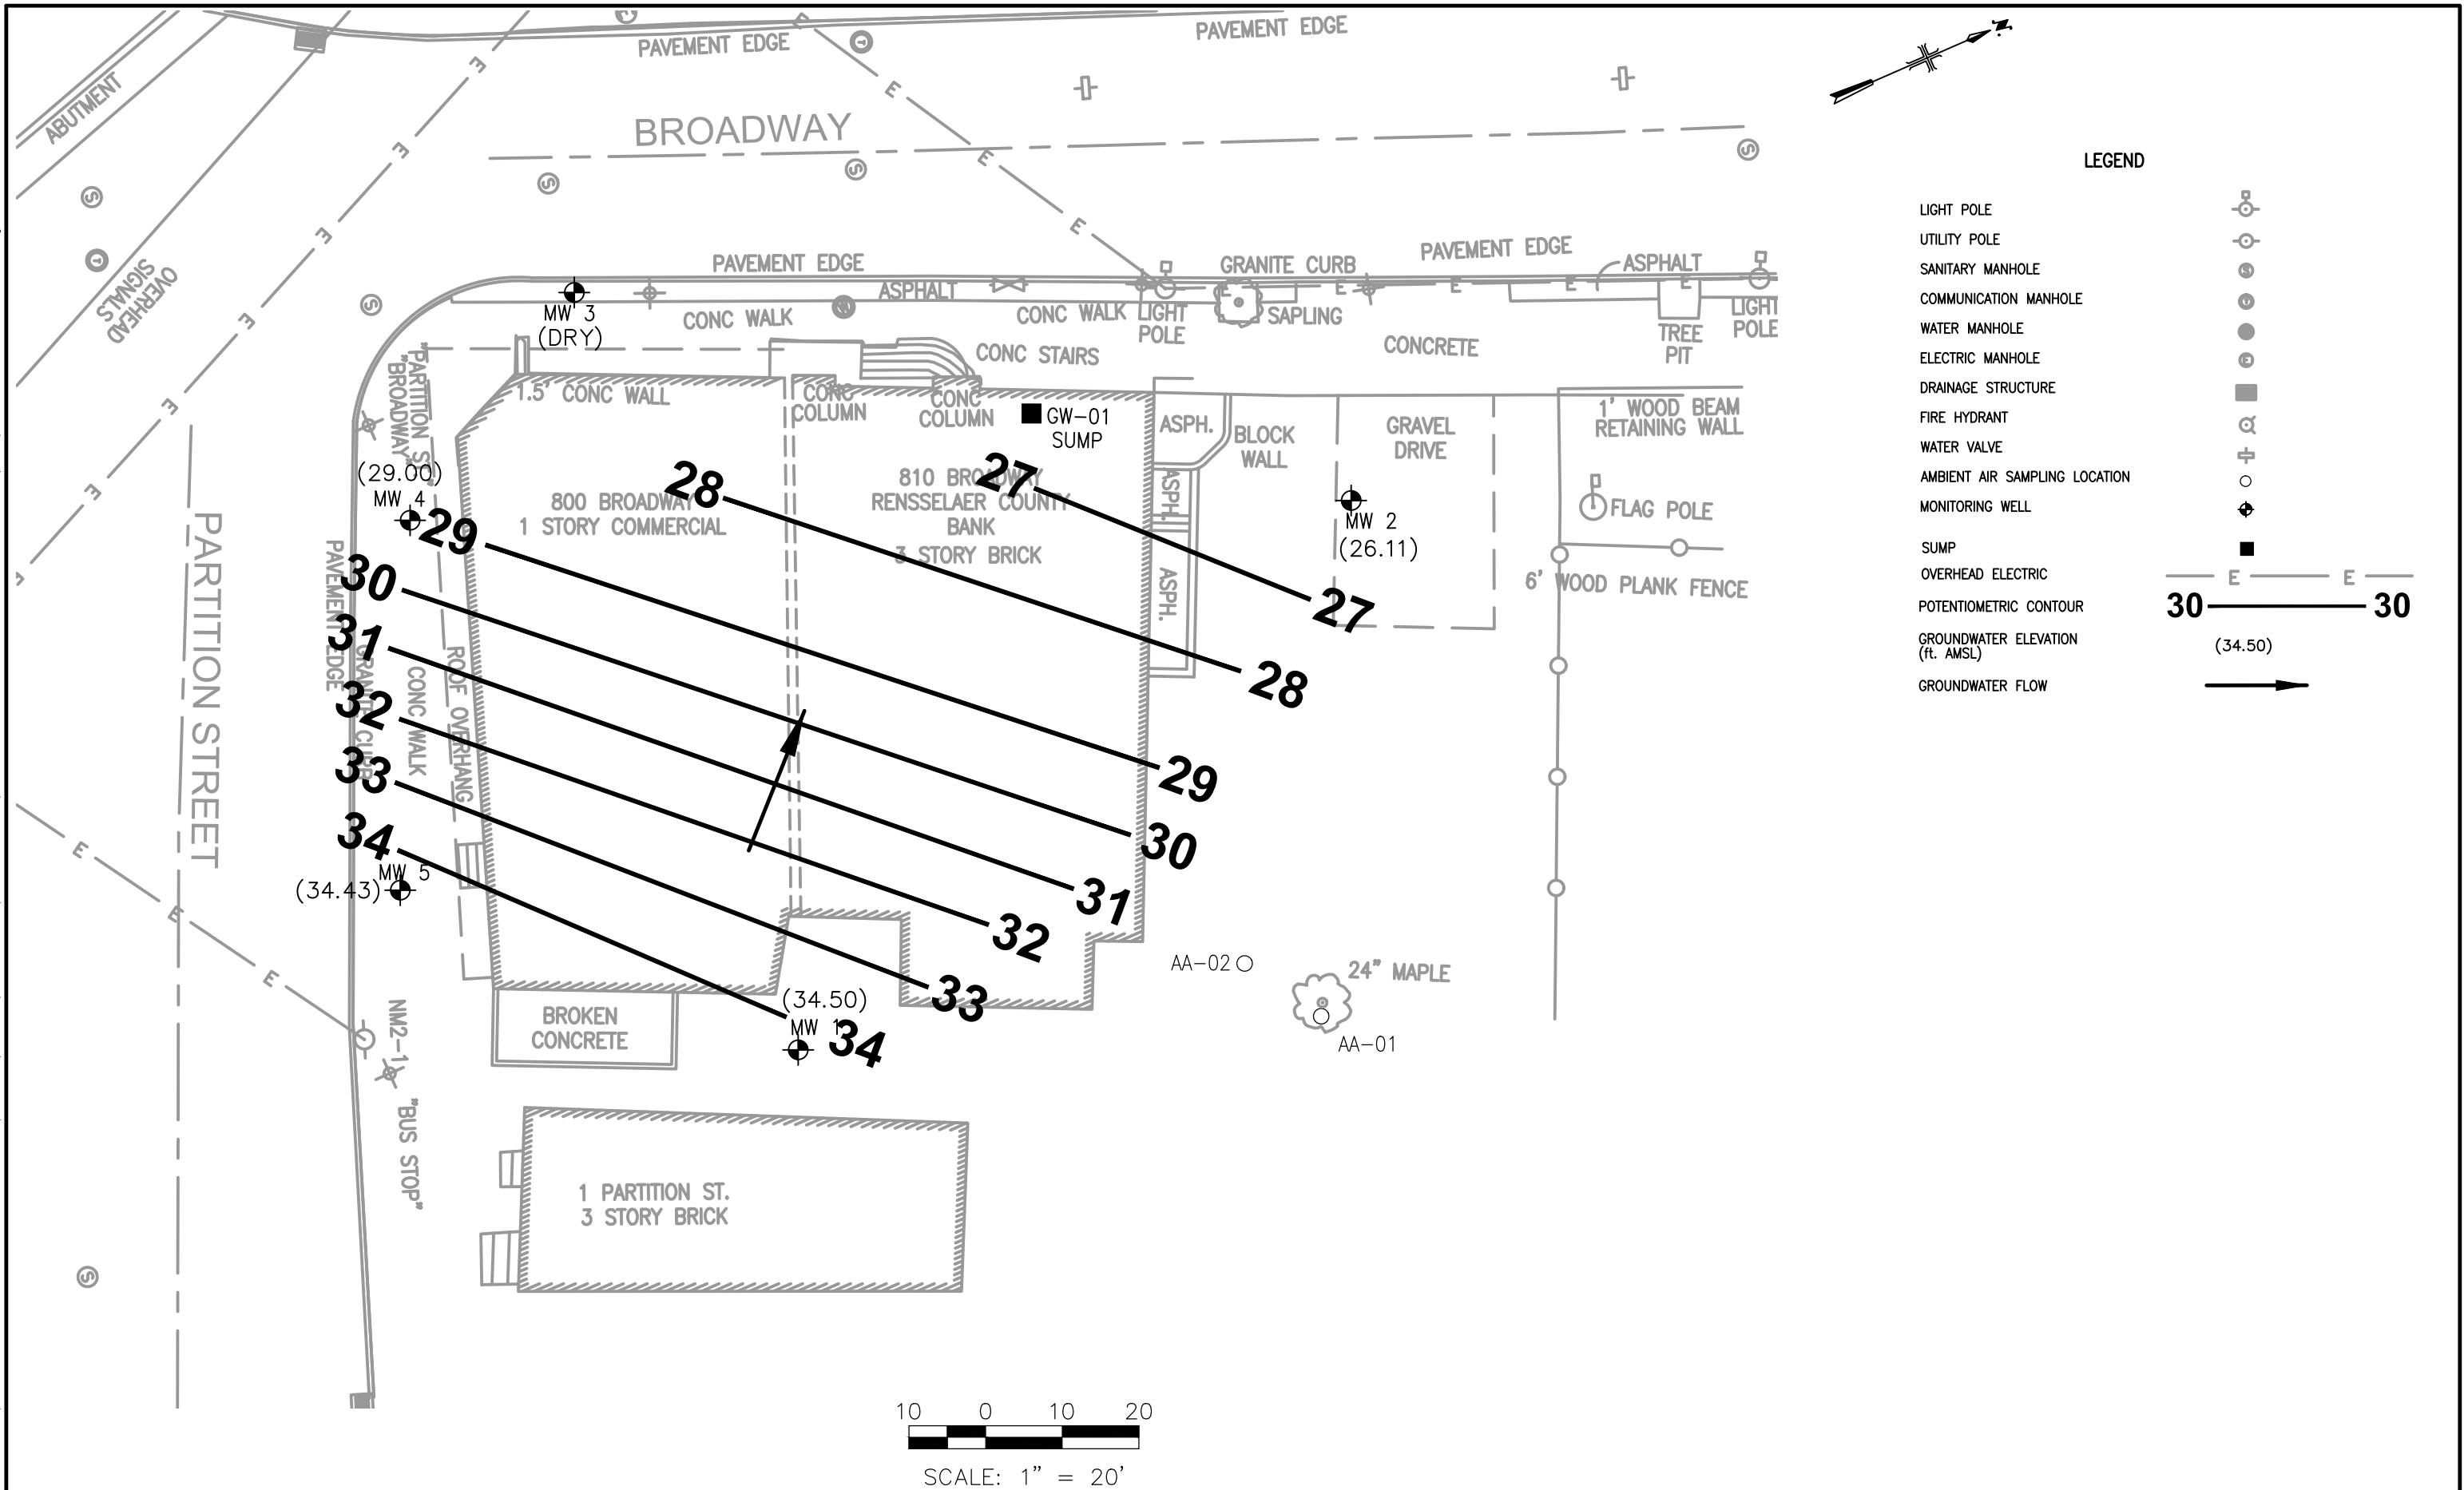 PAVEMENT EDGE
PAVEMENT EDGE
ABUTMENT
BROADWAY
OVERHEAD
SIGNALS
PAVEMENT EDGE
GRANITE CURB
PAVEMENT EDGE
ASPHALT
ASPHALT
MW 3
(DRY)
CONC WALK
CONC WALK
LIGHT
POLE
SAPLING
CONC STAIRS
CONCRETE
TREE
PIT
LIGHT
POLE
"PARTITION ST"
"BROADWAY"
1.5' CONC WALL
CONC
COLUMN
CONC
COLUMN
GW-01
SUMP
ASPH.
BLOCK
WALL
GRAVEL
DRIVE
1' WOOD BEAM
RETAINING WALL
(29.00)
MW 4
28
27
800 BROADWAY
1 STORY COMMERCIAL
810 BROADWAY
RENSSELAER COUNTY
BANK
3 STORY BRICK
ASPH.
ASPH.
MW 2
(26.11)
FLAG POLE
6' WOOD PLANK FENCE
29
30
31
32
33
34
27
28
29
30
31
32
33
34
PARTITION STREET
PAVEMENT EDGE
GRANITE CURB
CONC WALK
ROOF OVERHANG
MW 5
(34.43)
(34.50)
MW 1
BROKEN
CONCRETE
AA-02
24" MAPLE
AA-01
NM2-1
"BUS STOP"
1 PARTITION ST.
3 STORY BRICK
10 0 10 20
SCALE: 1" = 20'
N
LEGEND
LIGHT POLE
UTILITY POLE
SANITARY MANHOLE S
COMMUNICATION MANHOLE
WATER MANHOLE
ELECTRIC MANHOLE E
DRAINAGE STRUCTURE
FIRE HYDRANT
WATER VALVE
AMBIENT AIR SAMPLING LOCATION
MONITORING WELL
SUMP
OVERHEAD ELECTRIC E E
POTENTIOMETRIC CONTOUR 30 30
GROUNDWATER ELEVATION
(ft. AMSL) (34.50)
GROUNDWATER FLOW